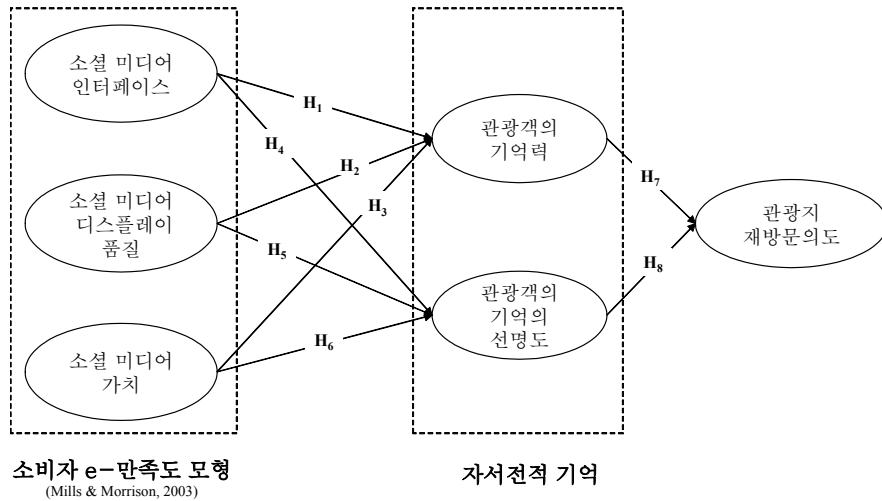 소셜 미디어
인터페이스
H1
H4
관광객의
기억력
H2
H7
소셜 미디어
디스플레이
품질
H3
관광지
재방문의도
H5
H8
관광객의
기억의
선명도
H6
소셜 미디어
가치
소비자 e-만족도 모형
(Mills & Morrison, 2003)
자서전적 기억